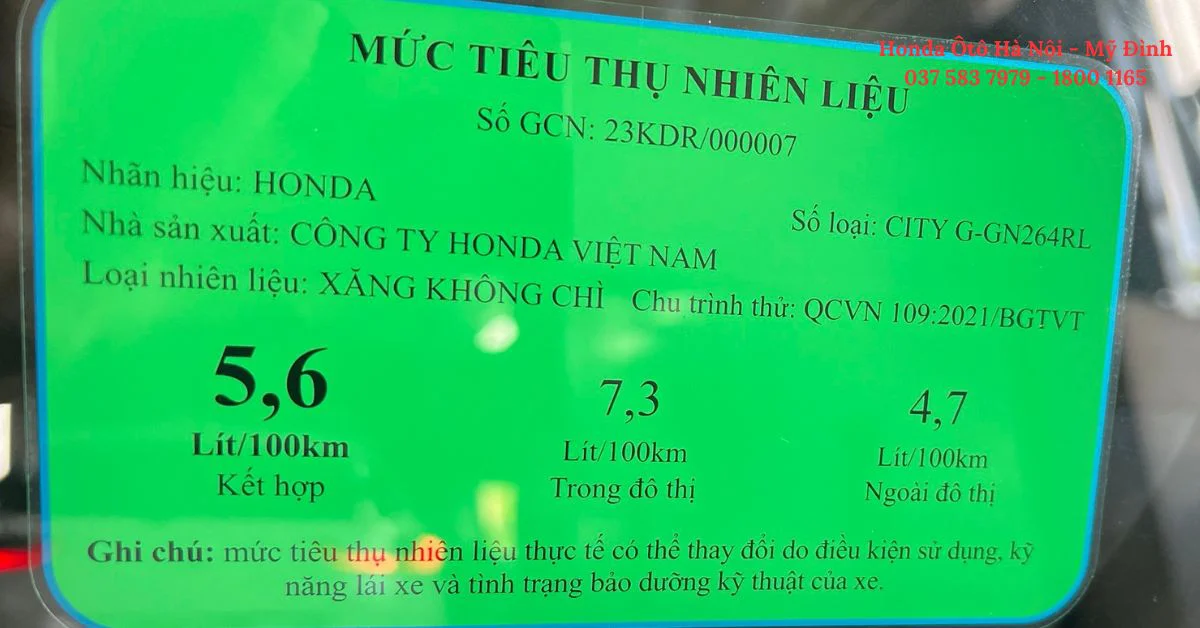 Honda Ôtô Hà Nội - Mỹ Đình
037 583 7979 - 1800 1165
MỨC TIÊU THỤ NHIÊN LIỆU
Số GCN: 23KDR/000007
Nhãn hiệu: HONDA
Số loại: CITY G-GN264RL
Nhà sản xuất: CÔNG TY HONDA VIỆT NAM
Loại nhiên liệu: XĂNG KHÔNG CHÌ Chu trình thử: QCVN 109:2021/BGTVT
5,6 7,3 4,7
Lít/100km Lít/100km Lít/100km
Kết hợp Trong đô thị Ngoài đô thị
Ghi chú: mức tiêu thụ nhiên liệu thực tế có thể thay đổi do điều kiện sử dụng, kỹ
năng lái xe và tình trạng bảo dưỡng kỹ thuật của xe.